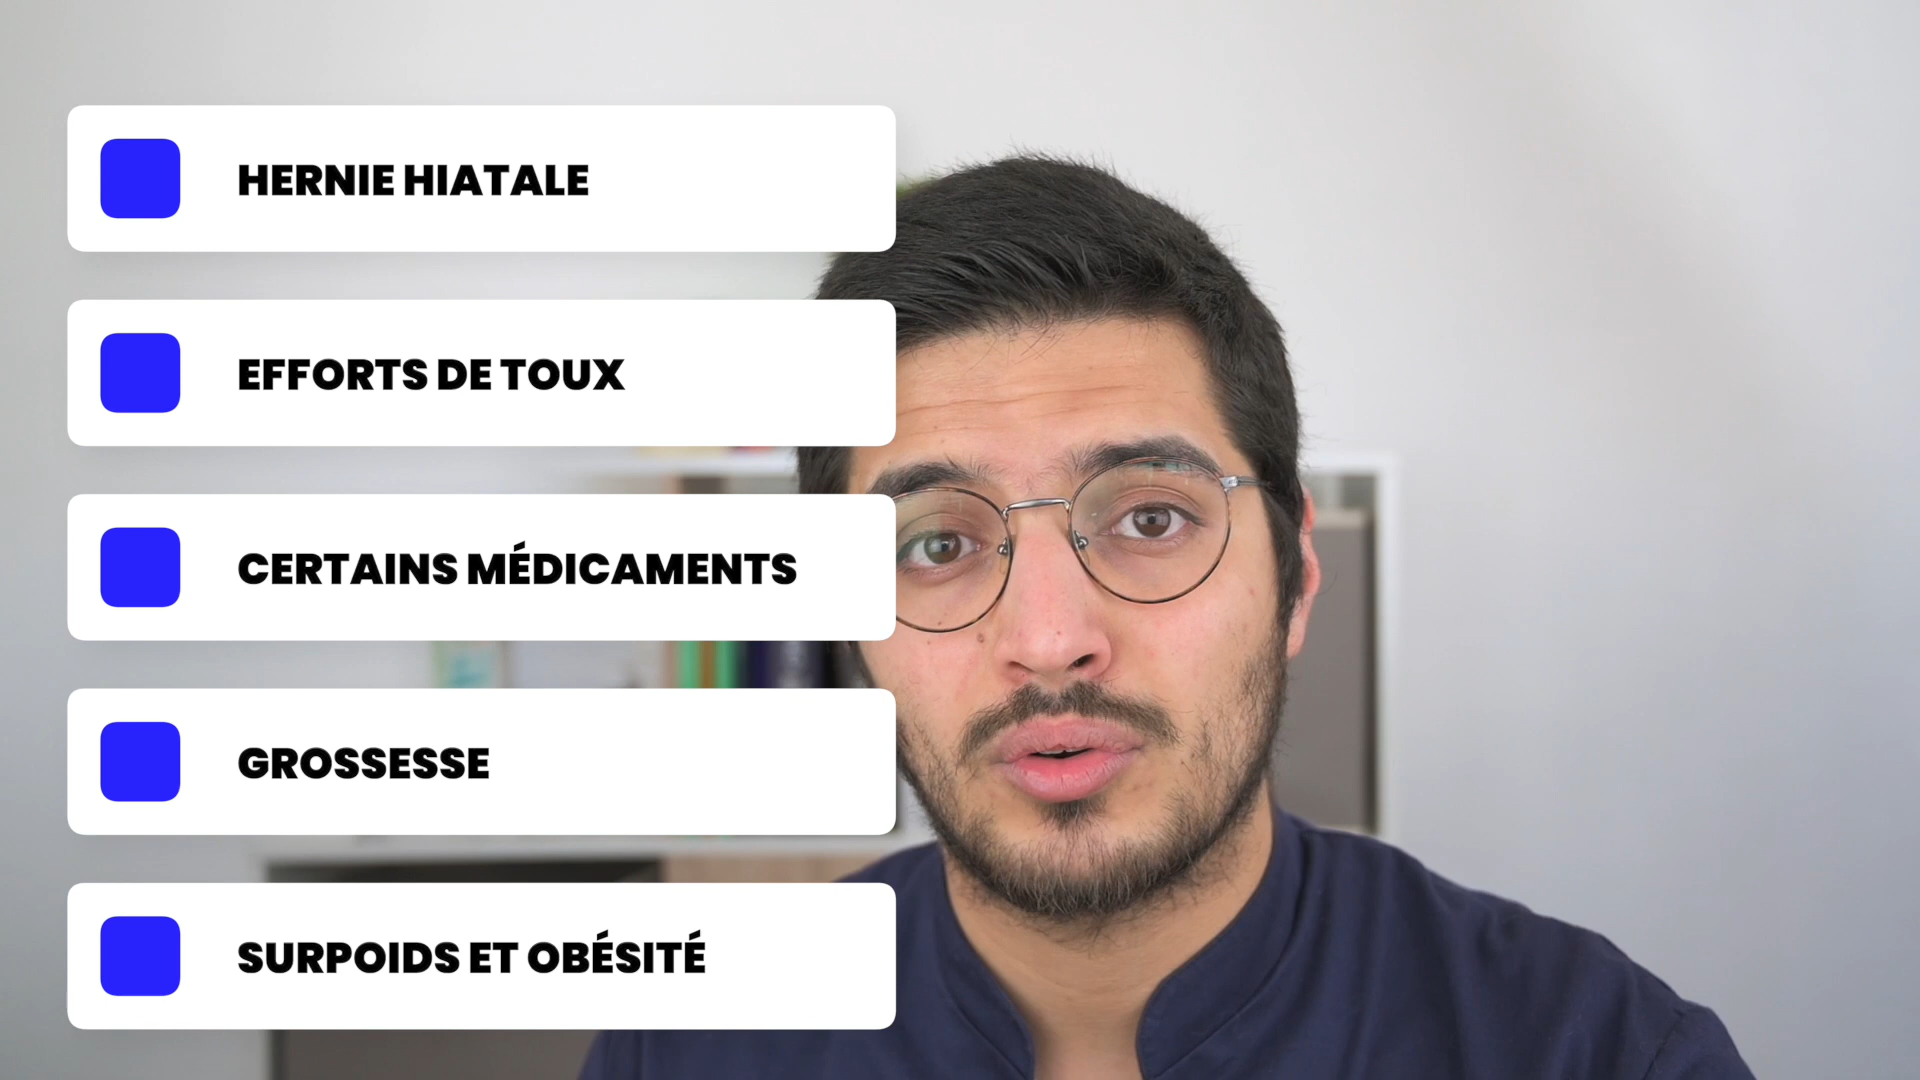 HERNIE HIATALE
EFFORTS DE TOUX
CERTAINS MÉDICAMENTS
GROSSESSE
SURPOIDS ET OBÉSITÉ